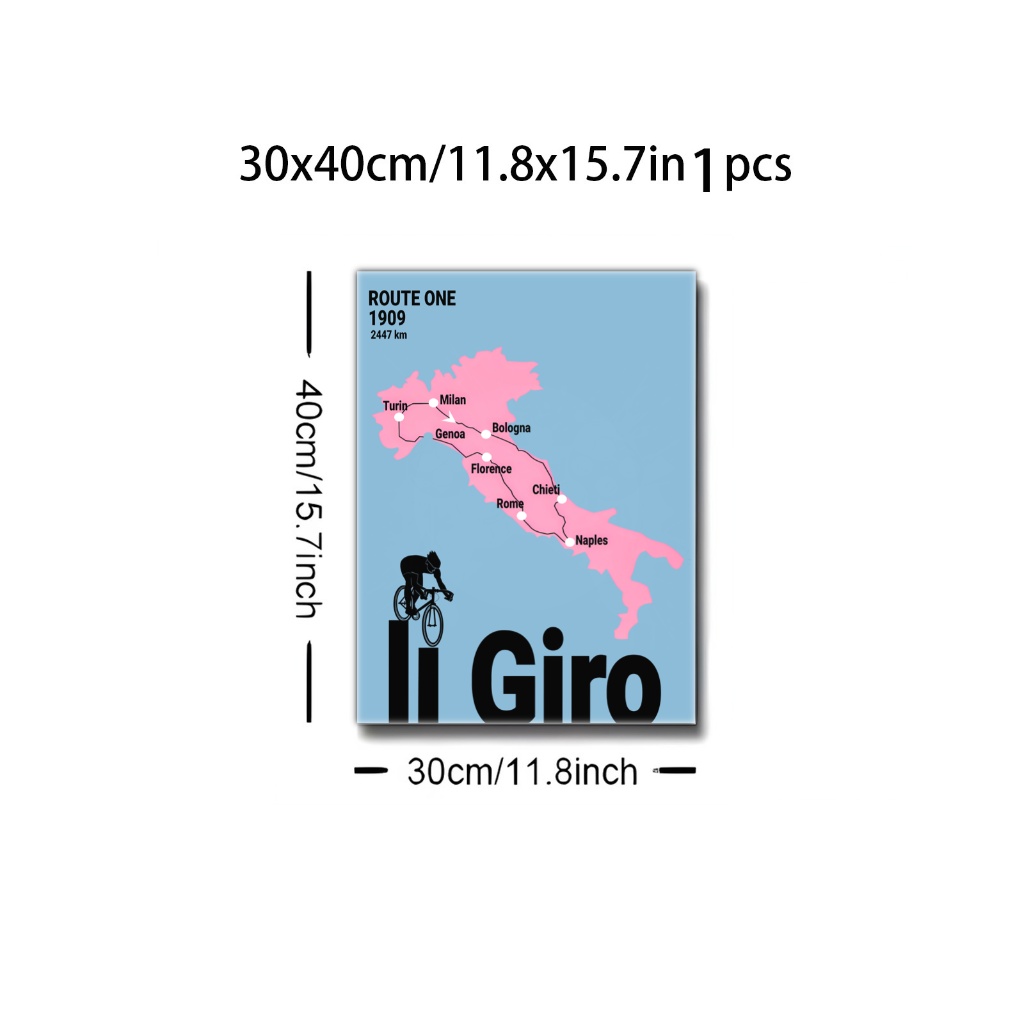 30x40cm/11.8x15.7in 1 pcs
ROUTE ONE
1909
2447 km
Turin
Milan
Genoa
Bologna
Florence
Chieti
Rome
Naples
Il Giro
40cm/15.7inch
30cm/11.8inch